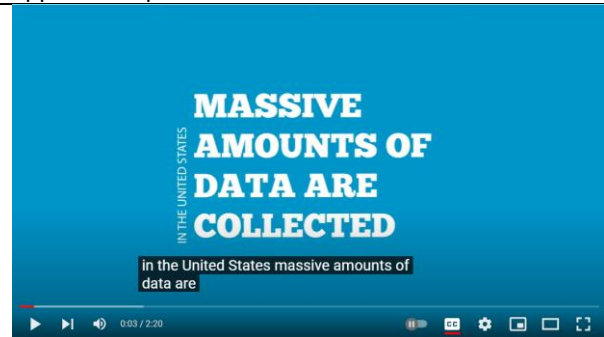 IN THE UNITED STATES
MASSIVE
AMOUNTS OF
DATA ARE
COLLECTED
in the United States massive amounts of
data are
0:03 / 2:20
CC